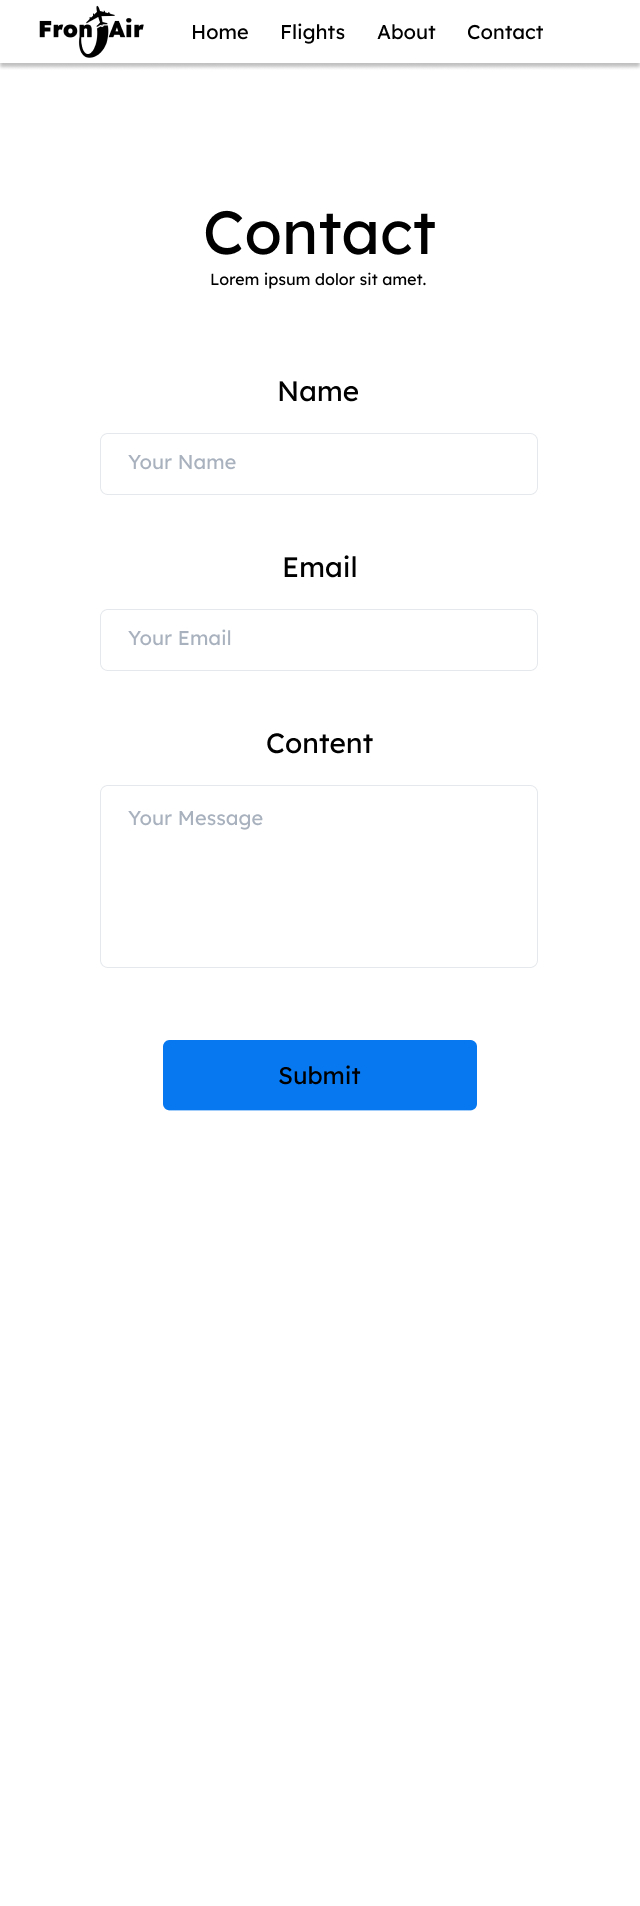 FrontAir Home Flights About Contact
Contact
Lorem ipsum dolor sit amet.
Name
Your Name
Email
Your Email
Content
Your Message
Submit